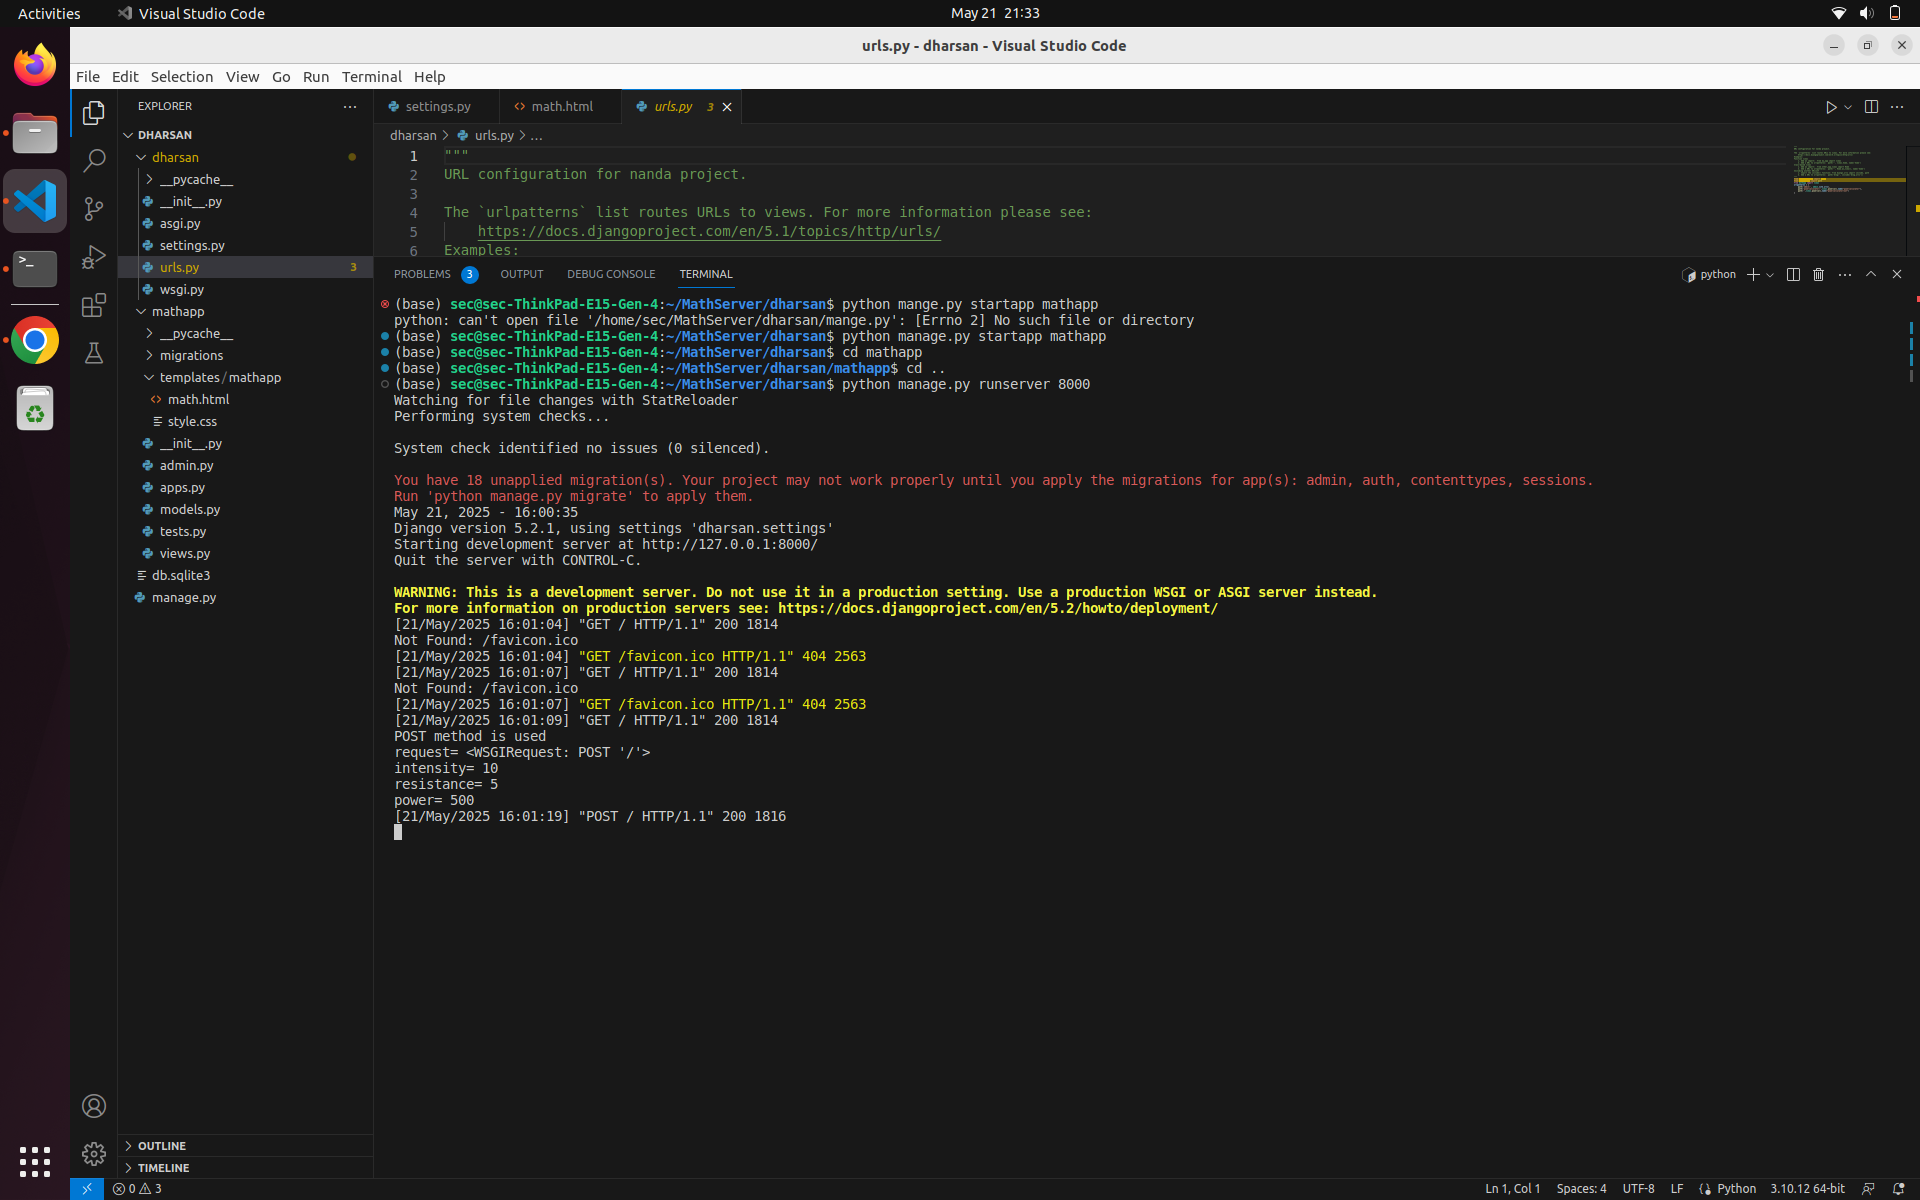 Activities
Visual Studio Code
May 21 21:33
urls.py - dharsan - Visual Studio Code
File Edit Selection View Go Run Terminal Help
EXPLORER
DHARSAN
dharsan
__pycache__
__init__.py
asgi.py
settings.py
urls.py 3
wsgi.py
mathapp
__pycache__
migrations
templates/mathapp
math.html
style.css
__init__.py
admin.py
apps.py
models.py
tests.py
views.py
db.sqlite3
manage.py
OUTLINE
TIMELINE
settings.py
math.html
urls.py 3
dharsan > urls.py > ...
1 """
2 URL configuration for nanda project.
3
4 The `urlpatterns` list routes URLs to views. For more information please see:
5 https://docs.djangoproject.com/en/5.1/topics/http/urls/
6 Examples:
PROBLEMS 3 OUTPUT DEBUG CONSOLE TERMINAL
python
(base) sec@sec-ThinkPad-E15-Gen-4:~/MathServer/dharsan$ python mange.py startapp mathapp
python: can't open file '/home/sec/MathServer/dharsan/mange.py': [Errno 2] No such file or directory
(base) sec@sec-ThinkPad-E15-Gen-4:~/MathServer/dharsan$ python manage.py startapp mathapp
(base) sec@sec-ThinkPad-E15-Gen-4:~/MathServer/dharsan$ cd mathapp
(base) sec@sec-ThinkPad-E15-Gen-4:~/MathServer/dharsan/mathapp$ cd ..
(base) sec@sec-ThinkPad-E15-Gen-4:~/MathServer/dharsan$ python manage.py runserver 8000
Watching for file changes with StatReloader
Performing system checks...
System check identified no issues (0 silenced).
You have 18 unapplied migration(s). Your project may not work properly until you apply the migrations for app(s): admin, auth, contenttypes, sessions.
Run 'python manage.py migrate' to apply them.
May 21, 2025 - 16:00:35
Django version 5.2.1, using settings 'dharsan.settings'
Starting development server at http://127.0.0.1:8000/
Quit the server with CONTROL-C.
WARNING: This is a development server. Do not use it in a production setting. Use a production WSGI or ASGI server instead.
For more information on production servers see: https://docs.djangoproject.com/en/5.2/howto/deployment/
[21/May/2025 16:01:04] "GET / HTTP/1.1" 200 1814
Not Found: /favicon.ico
[21/May/2025 16:01:04] "GET /favicon.ico HTTP/1.1" 404 2563
[21/May/2025 16:01:07] "GET / HTTP/1.1" 200 1814
Not Found: /favicon.ico
[21/May/2025 16:01:07] "GET /favicon.ico HTTP/1.1" 404 2563
[21/May/2025 16:01:09] "GET / HTTP/1.1" 200 1814
POST method is used
request= <WSGIRequest: POST '/'>
intensity= 10
resistance= 5
power= 500
[21/May/2025 16:01:19] "POST / HTTP/1.1" 200 1816
0 3
Ln 1, Col 1 Spaces: 4 UTF-8 LF Python 3.10.12 64-bit